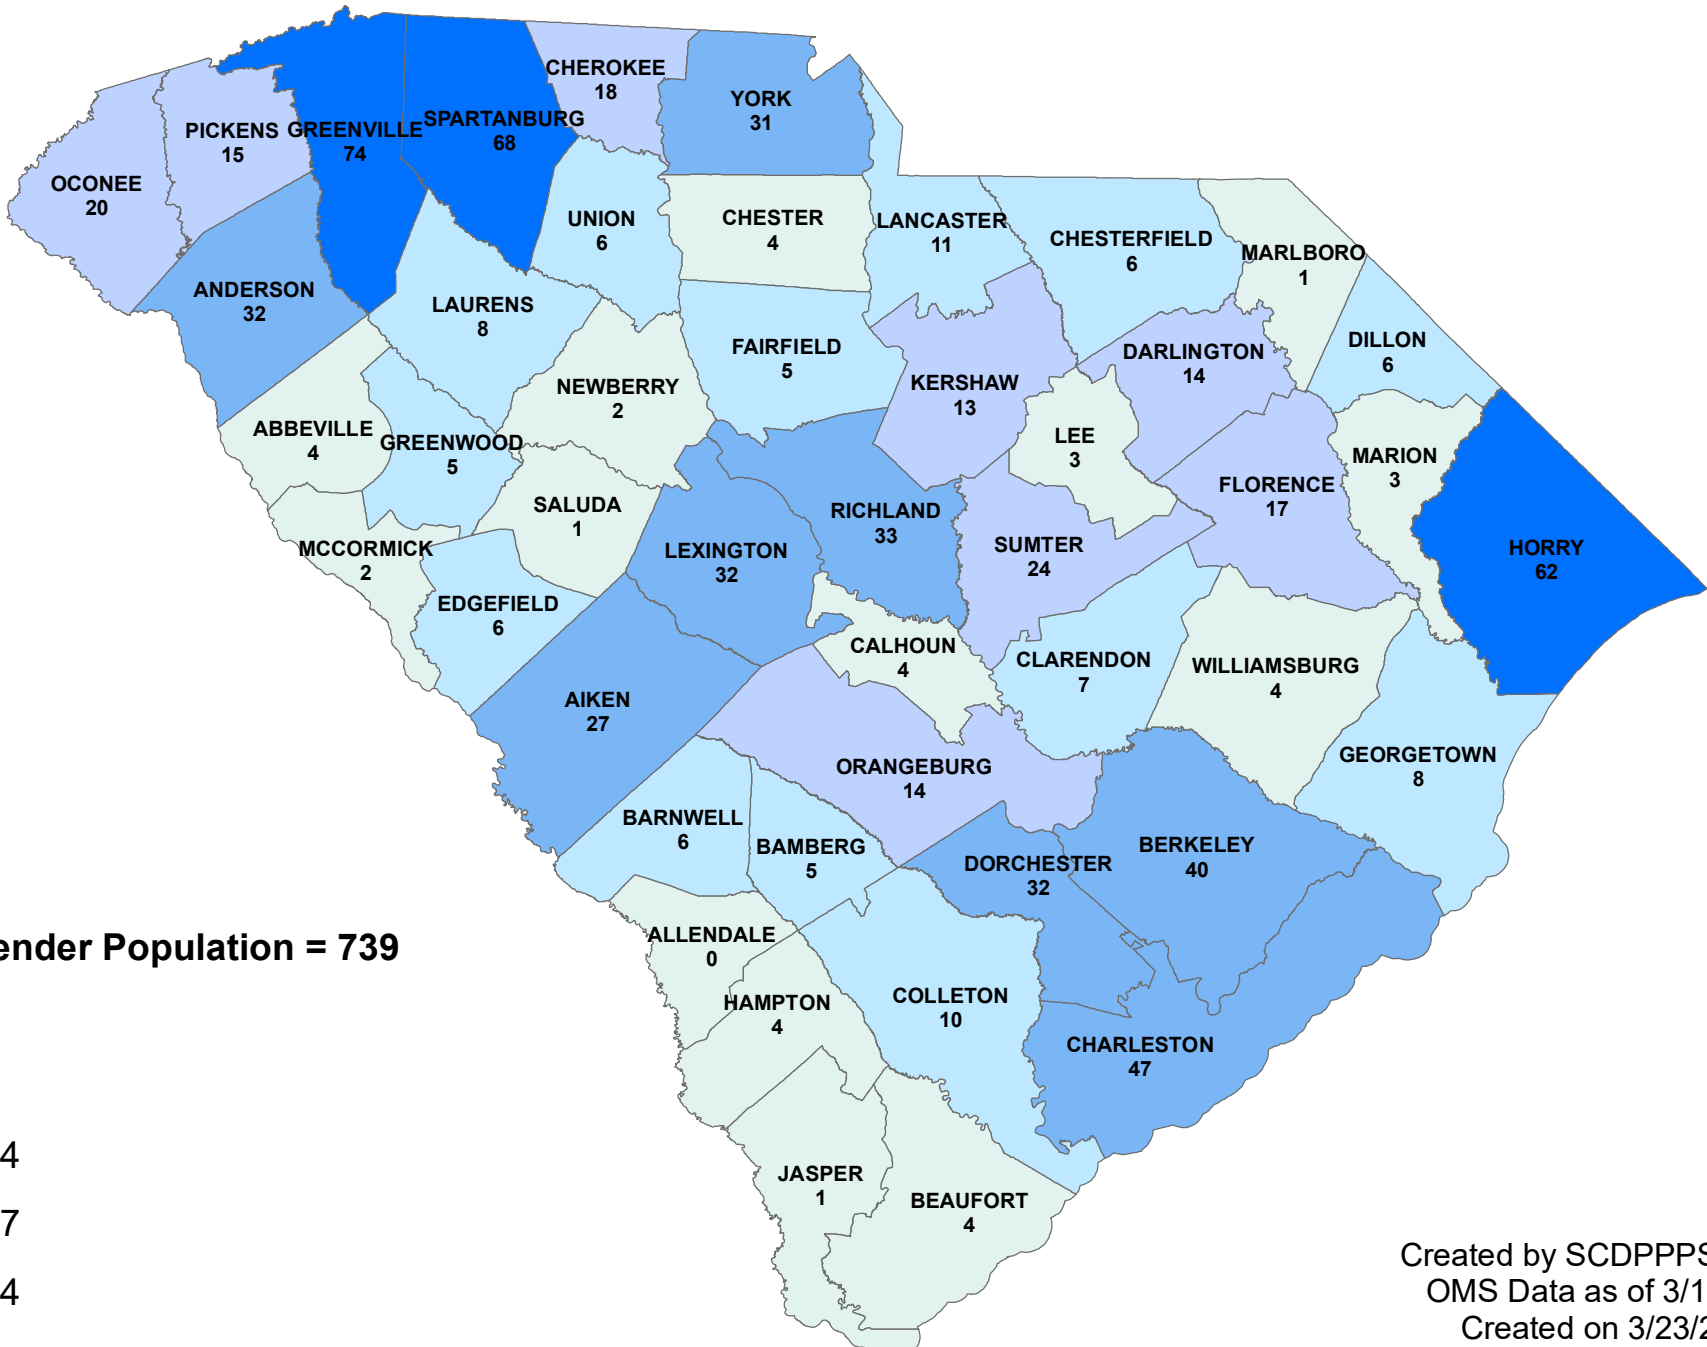 CHEROKEE
18
YORK
31
SPARTANBURG
68
PICKENS
15
GREENVILLE
74
OCONEE
20
UNION
6
CHESTER
4
LANCASTER
11
CHESTERFIELD
6
MARLBORO
1
ANDERSON
32
LAURENS
8
FAIRFIELD
5
DILLON
6
DARLINGTON
14
KERSHAW
13
NEWBERRY
2
ABBEVILLE
4
GREENWOOD
5
LEE
3
MARION
3
FLORENCE
17
SALUDA
1
RICHLAND
33
MCCORMICK
2
LEXINGTON
32
SUMTER
24
HORRY
62
EDGEFIELD
6
CALHOUN
4
CLARENDON
7
WILLIAMSBURG
4
AIKEN
27
ORANGEBURG
14
GEORGETOWN
8
BARNWELL
6
BAMBERG
5
DORCHESTER
32
BERKELEY
40
ALLENDALE
0
ender Population = 739
HAMPTON
4
COLLETON
10
CHARLESTON
47
JASPER
1
BEAUFORT
4
4
7
4
Created by SCDPPPS
OMS Data as of 3/1
Created on 3/23/2